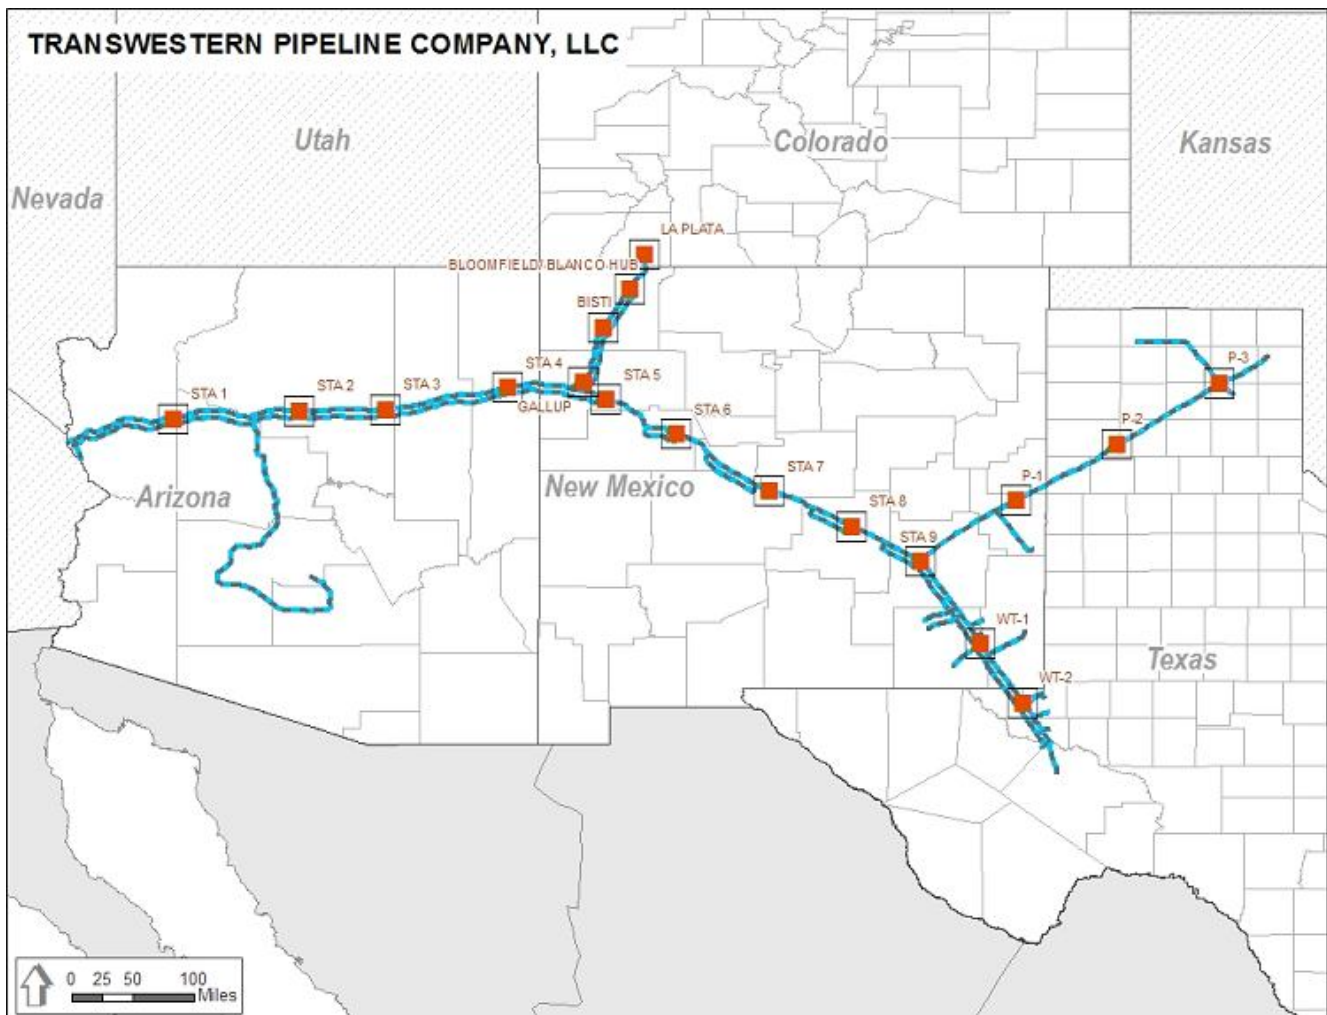 TRANSWESTERN PIPELINE COMPANY, LLC
Utah
Colorado
Kansas
Nevada
LA PLATA
BLOOMFIELD/BLANCO HUB
BISTI
STA 4
STA 5
P-3
STA 1
STA 2
STA 3
GALLUP
STA 6
P-2
STA 7
P-1
Arizona
New Mexico
STA 8
STA 9
WT-1
Texas
WT-2
0 25 50 100
Miles